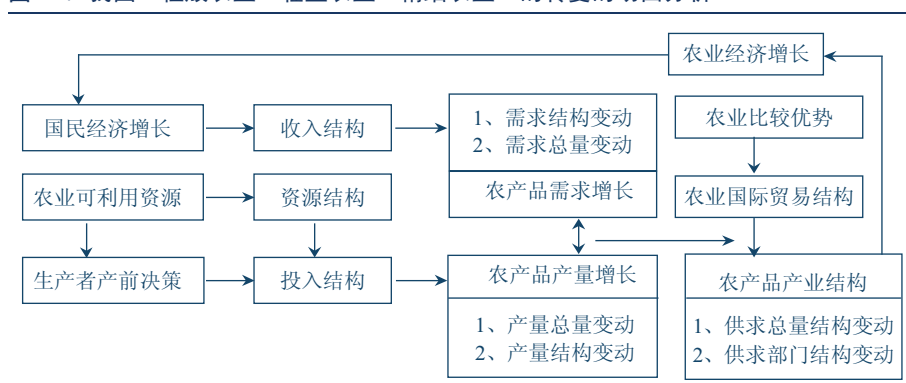 农业经济增长
国民经济增长
收入结构
1、需求结构变动
2、需求总量变动
农业比较优势
农业可利用资源
资源结构
农产品需求增长
农业国际贸易结构
生产者产前决策
投入结构
农产品产量增长
农产品产业结构
1、产量总量变动
2、产量结构变动
1、供求总量结构变动
2、供求部门结构变动